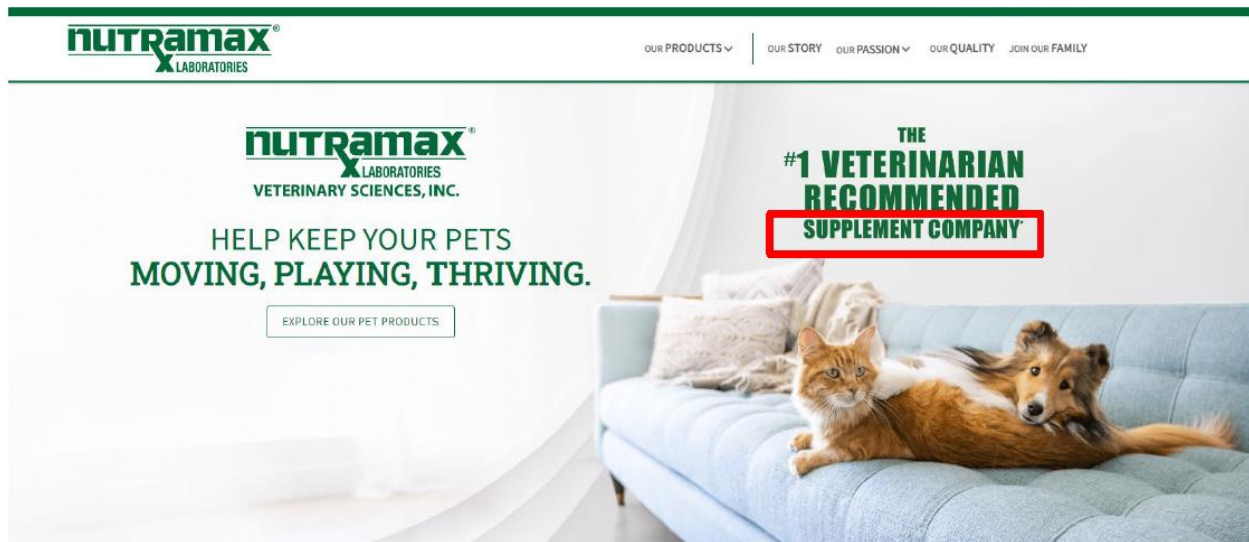 nutramax®
LABORATORIES
OUR PRODUCTS
OUR STORY
OUR PASSION
OUR QUALITY
JOIN OUR FAMILY
nutramax®
LABORATORIES
VETERINARY SCIENCES, INC.
HELP KEEP YOUR PETS
MOVING, PLAYING, THRIVING.
EXPLORE OUR PET PRODUCTS
THE
#1 VETERINARIAN
RECOMMENDED
SUPPLEMENT COMPANY*